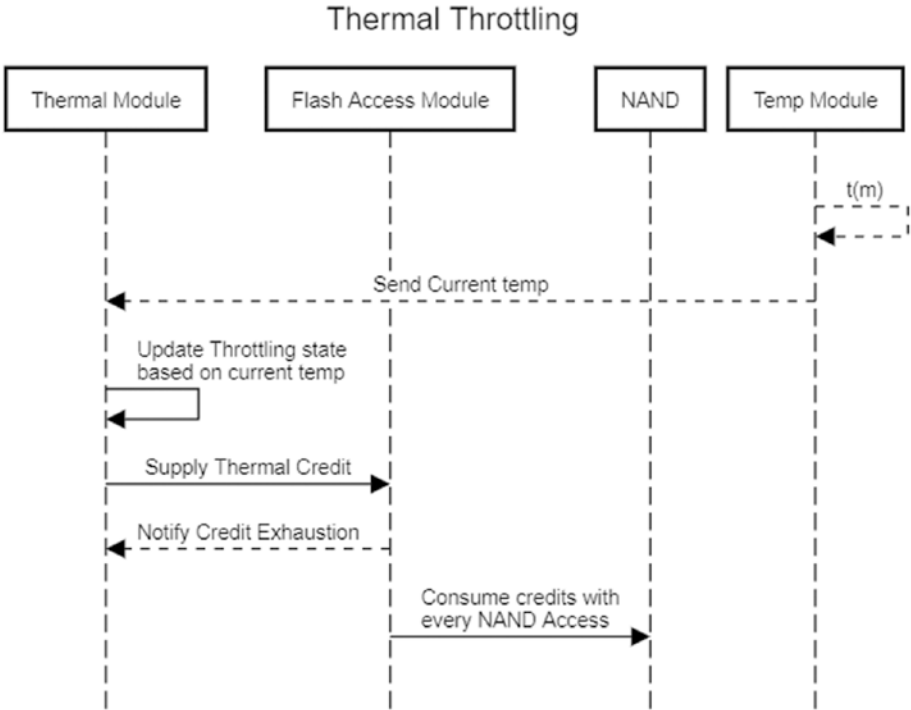 Thermal Throttling
Thermal Module
Flash Access Module
NAND
Temp Module
t(m)
Send Current temp
Update Throttling state
based on current temp
Supply Thermal Credit
Notify Credit Exhaustion
Consume credits with
every NAND Access